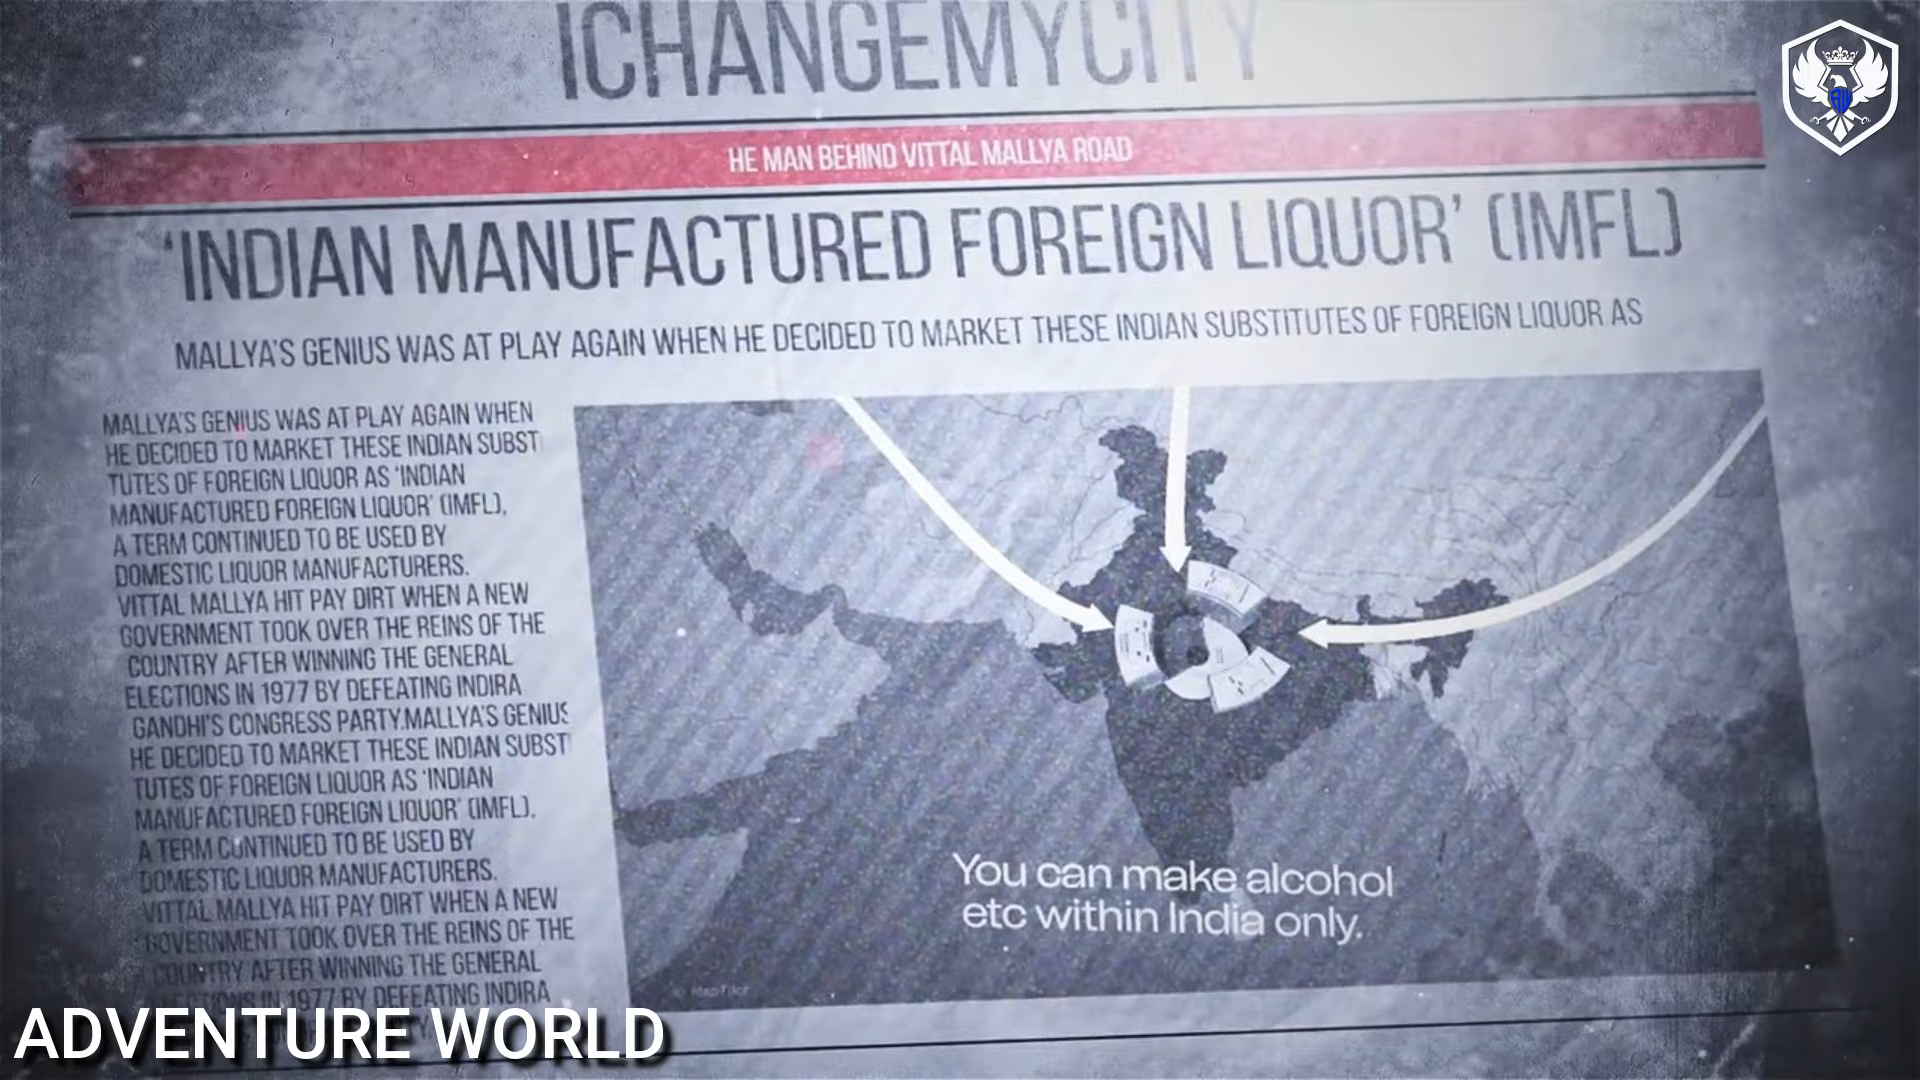 ICHANGEMYCITY
HE MAN BEHIND VITTAL MALLYA ROAD
'INDIAN MANUFACTURED FOREIGN LIQUOR' (IMFL)
MALLYA'S GENIUS WAS AT PLAY AGAIN WHEN HE DECIDED TO MARKET THESE INDIAN SUBSTITUTES OF FOREIGN LIQUOR AS
MALLYA'S GENIUS WAS AT PLAY AGAIN WHEN
HE DECIDED TO MARKET THESE INDIAN SUBST
TUTES OF FOREIGN LIQUOR AS 'INDIAN
MANUFACTURED FOREIGN LIQUOR' (IMFL),
A TERM CONTINUED TO BE USED BY
DOMESTIC LIQUOR MANUFACTURERS.
VITTAL MALLYA HIT PAY DIRT WHEN A NEW
GOVERNMENT TOOK OVER THE REINS OF THE
COUNTRY AFTER WINNING THE GENERAL
ELECTIONS IN 1977 BY DEFEATING INDIRA
GANDHI'S CONGRESS PARTY.MALLYA'S GENIUS
HE DECIDED TO MARKET THESE INDIAN SUBST
TUTES OF FOREIGN LIQUOR AS 'INDIAN
MANUFACTURED FOREIGN LIQUOR' (IMFL),
A TERM CONTINUED TO BE USED BY
DOMESTIC LIQUOR MANUFACTURERS.
VITTAL MALLYA HIT PAY DIRT WHEN A NEW
GOVERNMENT TOOK OVER THE REINS OF THE
COUNTRY AFTER WINNING THE GENERAL
ELECTIONS IN 1977 BY DEFEATING INDIRA
You can make alcohol
etc within India only.
ADVENTURE WORLD